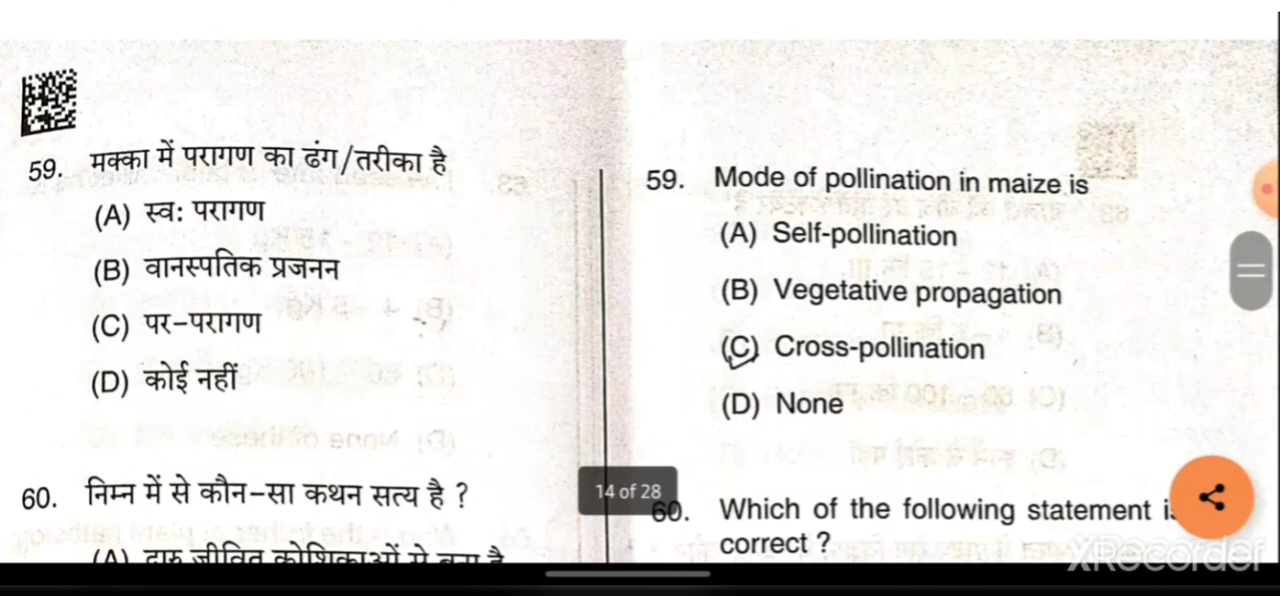 59. मक्का में परागण का ढंग/तरीका है
(A) स्व: परागण
(B) वानस्पतिक प्रजनन
(C) पर-परागण
(D) कोई नहीं
60. निम्न में से कौन-सा कथन सत्य है ?
(A) दारु जीवित कोशिकाओं से बना है
59. Mode of pollination in maize is
(A) Self-pollination
(B) Vegetative propagation
(C) Cross-pollination
(D) None
14 of 28
60. Which of the following statement is
correct ?
XRecorder